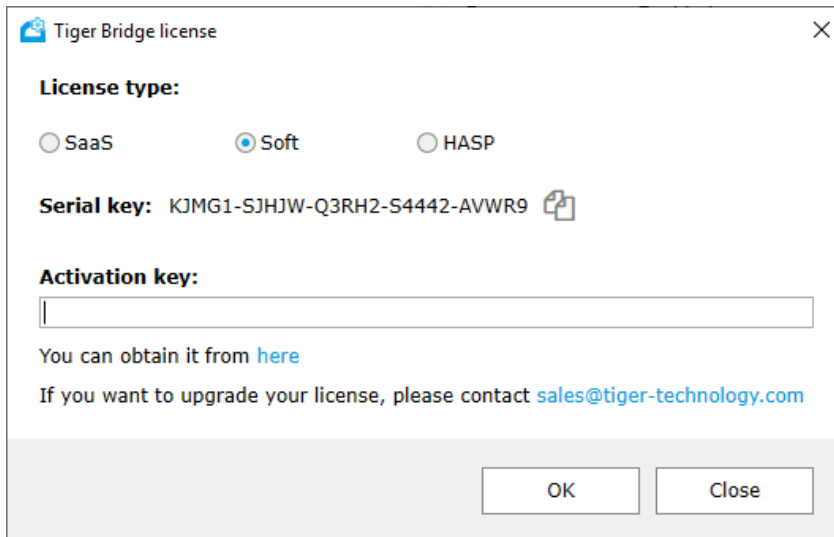 Tiger Bridge license
License type:
SaaS Soft HASP
Serial key: KJMG1-SJHJW-Q3RH2-S4442-AVWR9
Activation key:
You can obtain it from here
If you want to upgrade your license, please contact sales@tiger-technology.com
OK Close